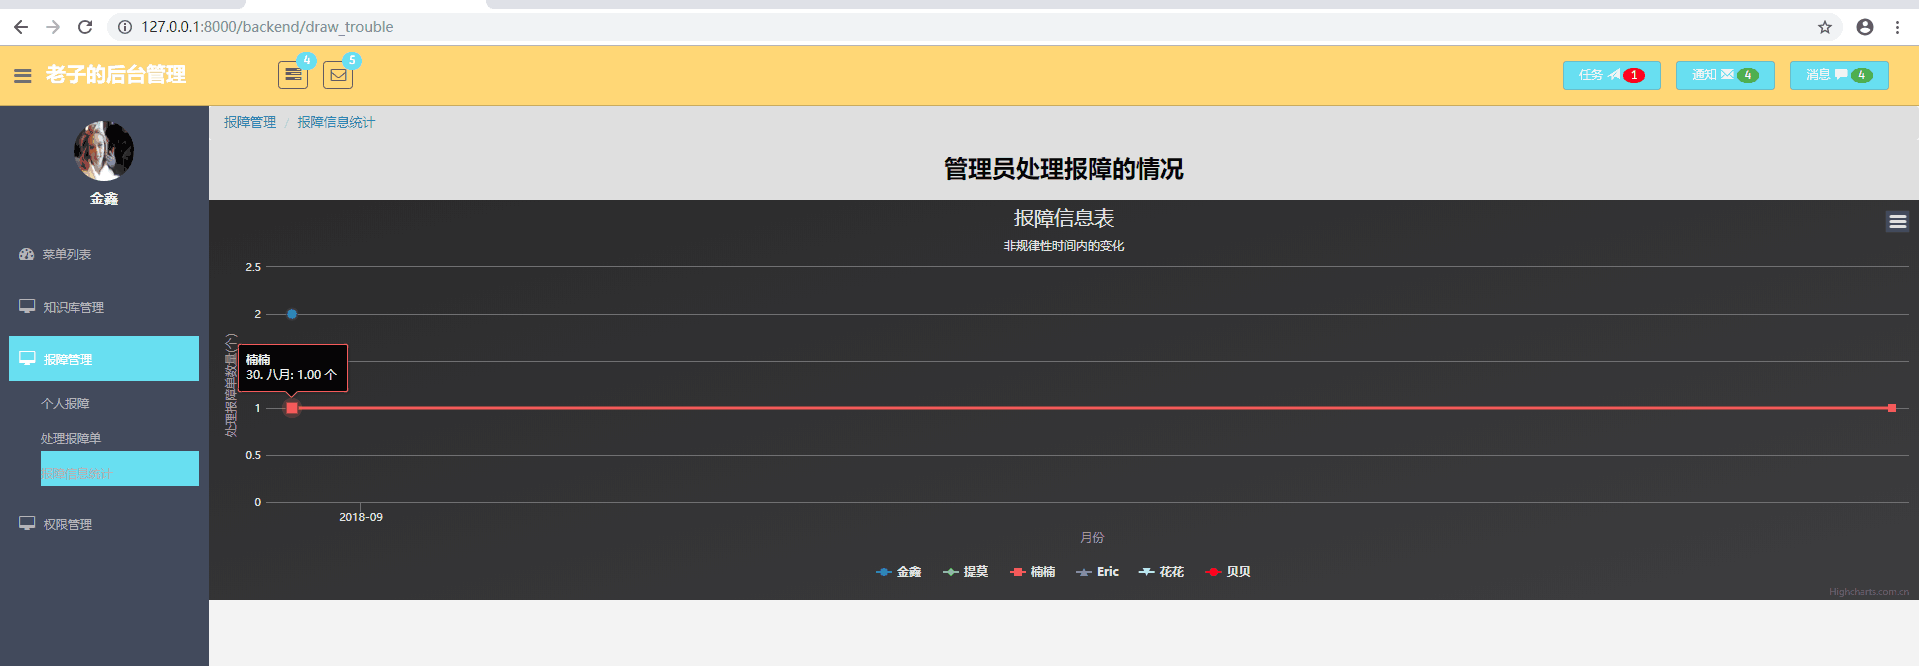 127.0.0.1:8000/backend/draw_trouble
老子的后台管理
4
5
任务 1
通知 4
消息 4
金鑫
菜单列表
知识库管理
报障管理
个人报障
处理报障单
报障信息统计
权限管理
报障管理 / 报障信息统计
管理员处理报障的情况
报障信息表
非规律性时间内的变化
处理报障单数量(个)
2.5
2
1
0.5
0
楠楠
30. 八月: 1.00 个
2018-09
月份
金鑫 提莫 楠楠 Eric 花花 贝贝
Highcharts.com.cn